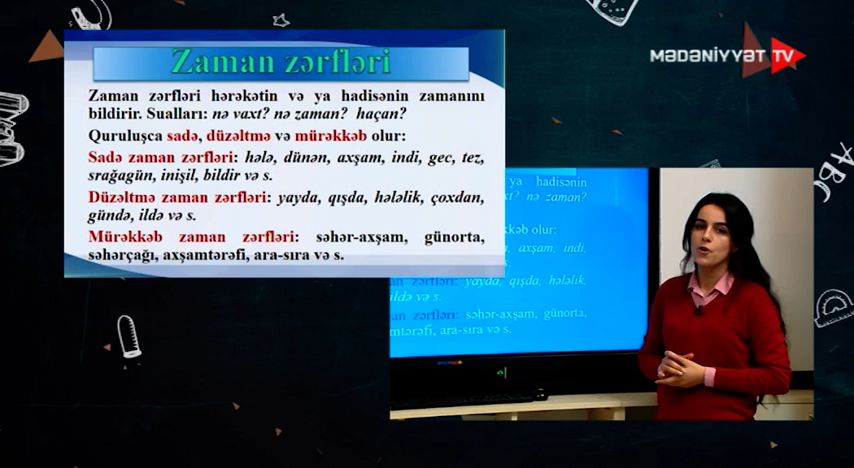 Zaman zərfləri
MƏDƏNİYYƏT TV
Zaman zərfləri hərəkətin və ya hadisənin zamanını
bildirir. Sualları: nə vaxt? nə zaman? haçan?
Quruluşca sadə, düzəltmə və mürəkkəb olur:
Sadə zaman zərfləri: hələ, dünən, axşam, indi, gec, tez,
srağagün, inişil, bildir və s.
Düzəltmə zaman zərfləri: yayda, qışda, hələlik, çoxdan,
gündə, ildə və s.
Mürəkkəb zaman zərfləri: səhər-axşam, günorta,
səhərçağı, axşamtərəfi, ara-sıra və s.
ya hadisənin
nə zaman?
olur:
axşam, indi,
zərfləri: yayda, qışda, hələlik,
ildə və s.
zərfləri: səhər-axşam, günorta,
ara-sıra və s.
ABC